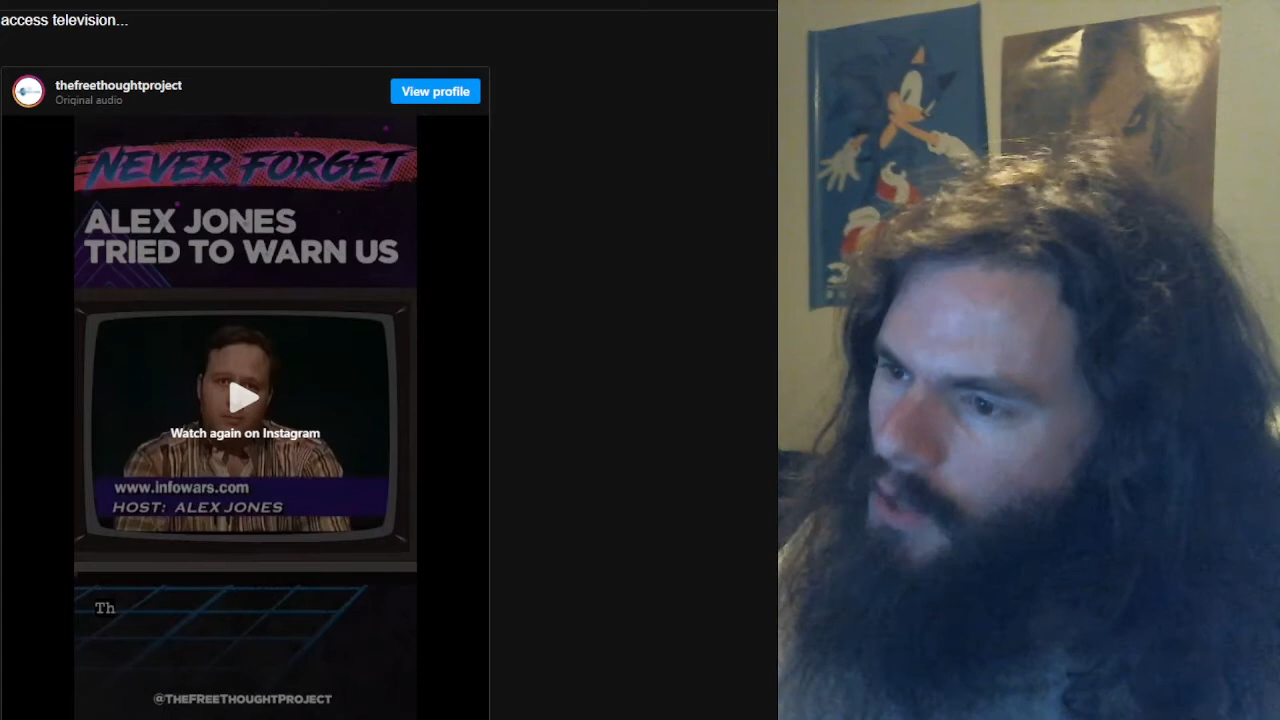 access television...
thefreethoughtproject
Original audio
View profile
NEVER FORGET
ALEX JONES
TRIED TO WARN US
Watch again on Instagram
www.infowars.com
HOST: ALEX JONES
Th
@THEFREETHOUGHTPROJECT